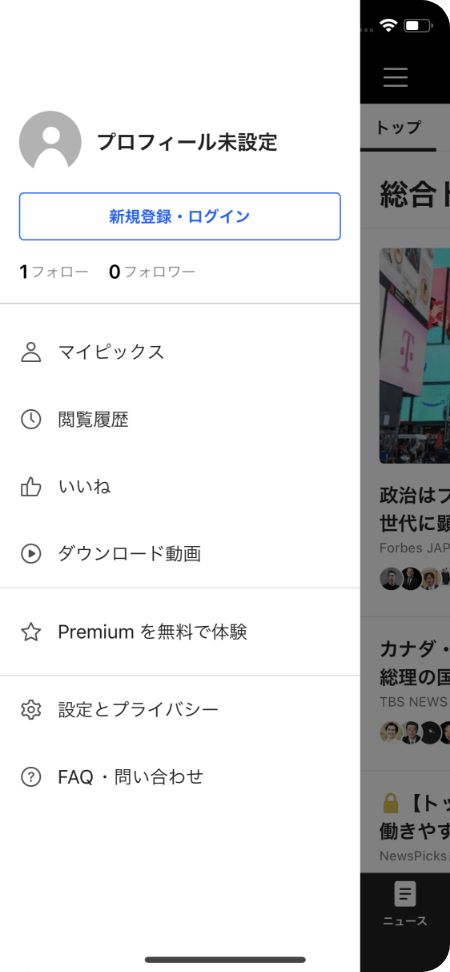 プロフィール未設定
新規登録・ログイン
1 フォロー 0 フォロワー
マイピックス
閲覧履歴
いいね
ダウンロード動画
Premium を無料で体験
設定とプライバシー
FAQ・問い合わせ
トップ
総合
T
政治は
世代に顕
Forbes JAP
カナダ・
総理の国
TBS NEWS
【トッ
働きやす
NewsPicks
ニュース